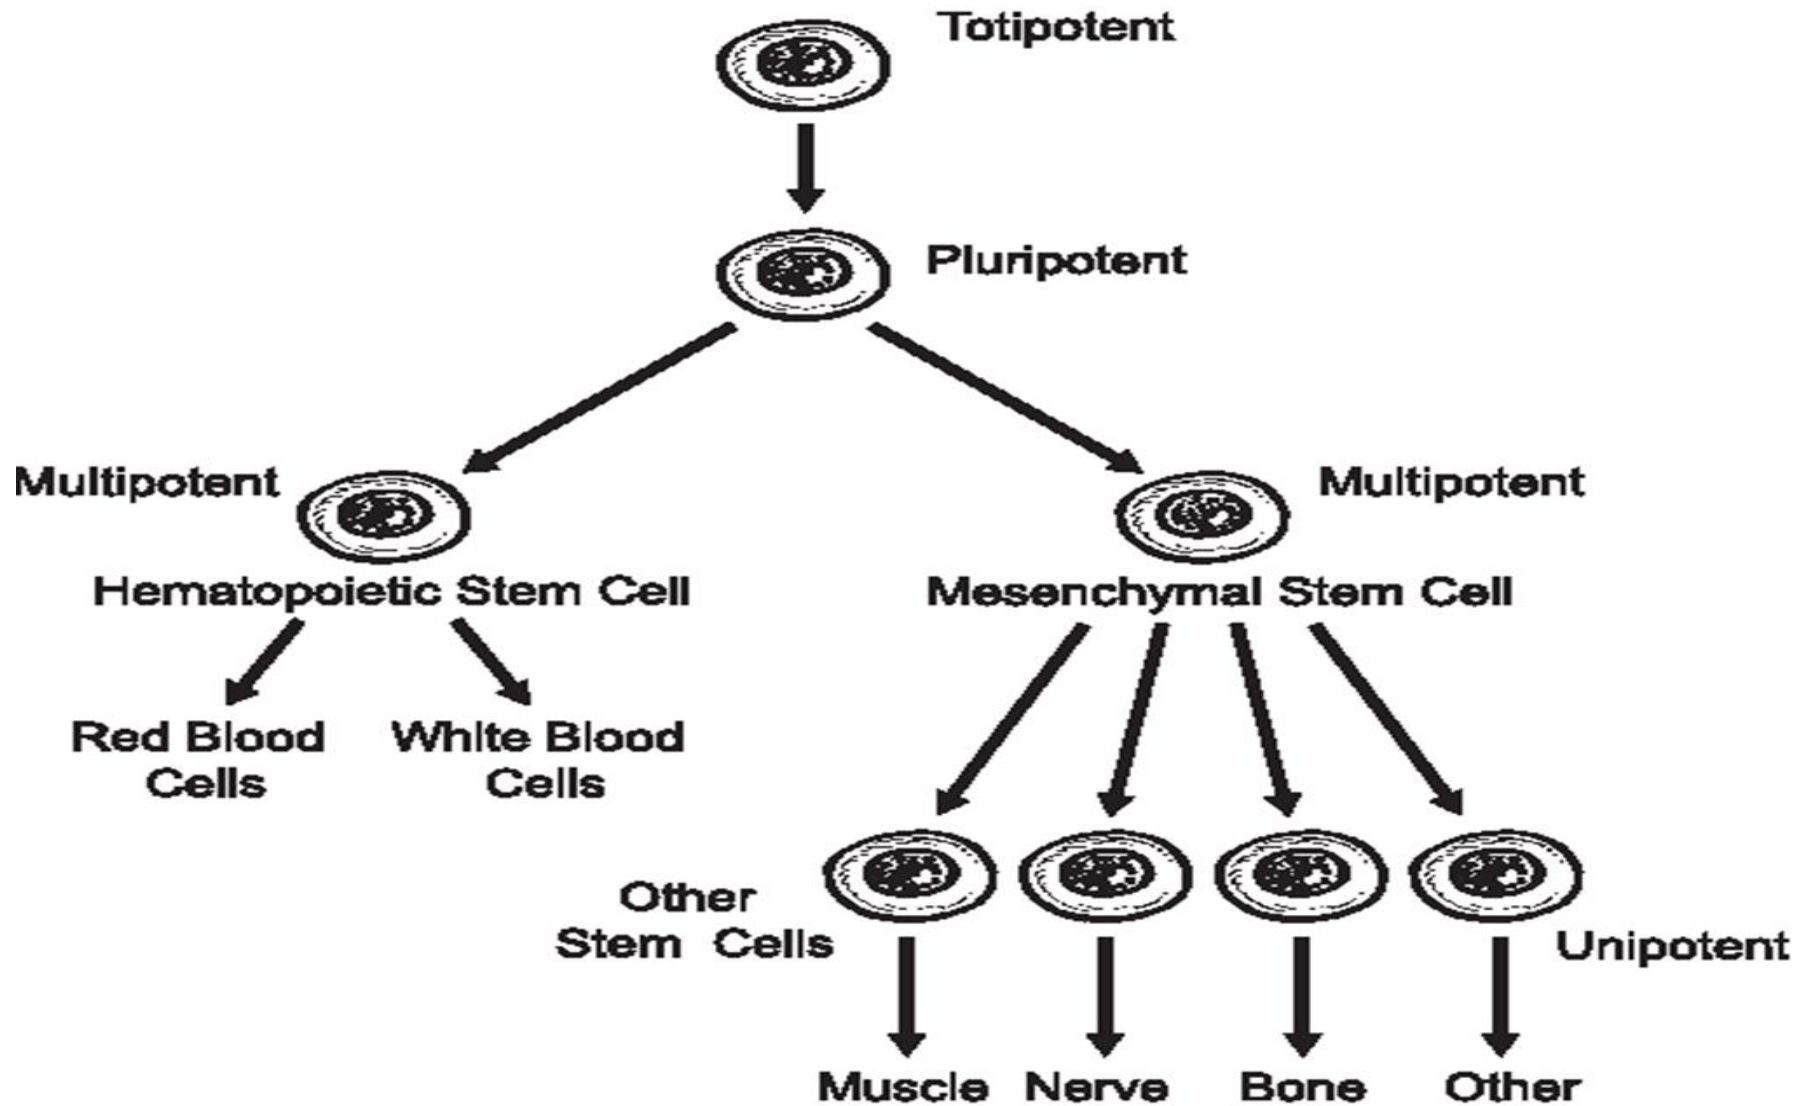 Totipotent
Pluripotent
Multipotent
Multipotent
Hematopoietic Stem Cell
Mesenchymal Stem Cell
Red Blood
Cells
White Blood
Cells
Other
Stem Cells
Unipotent
Muscle
Nerve
Bone
Other